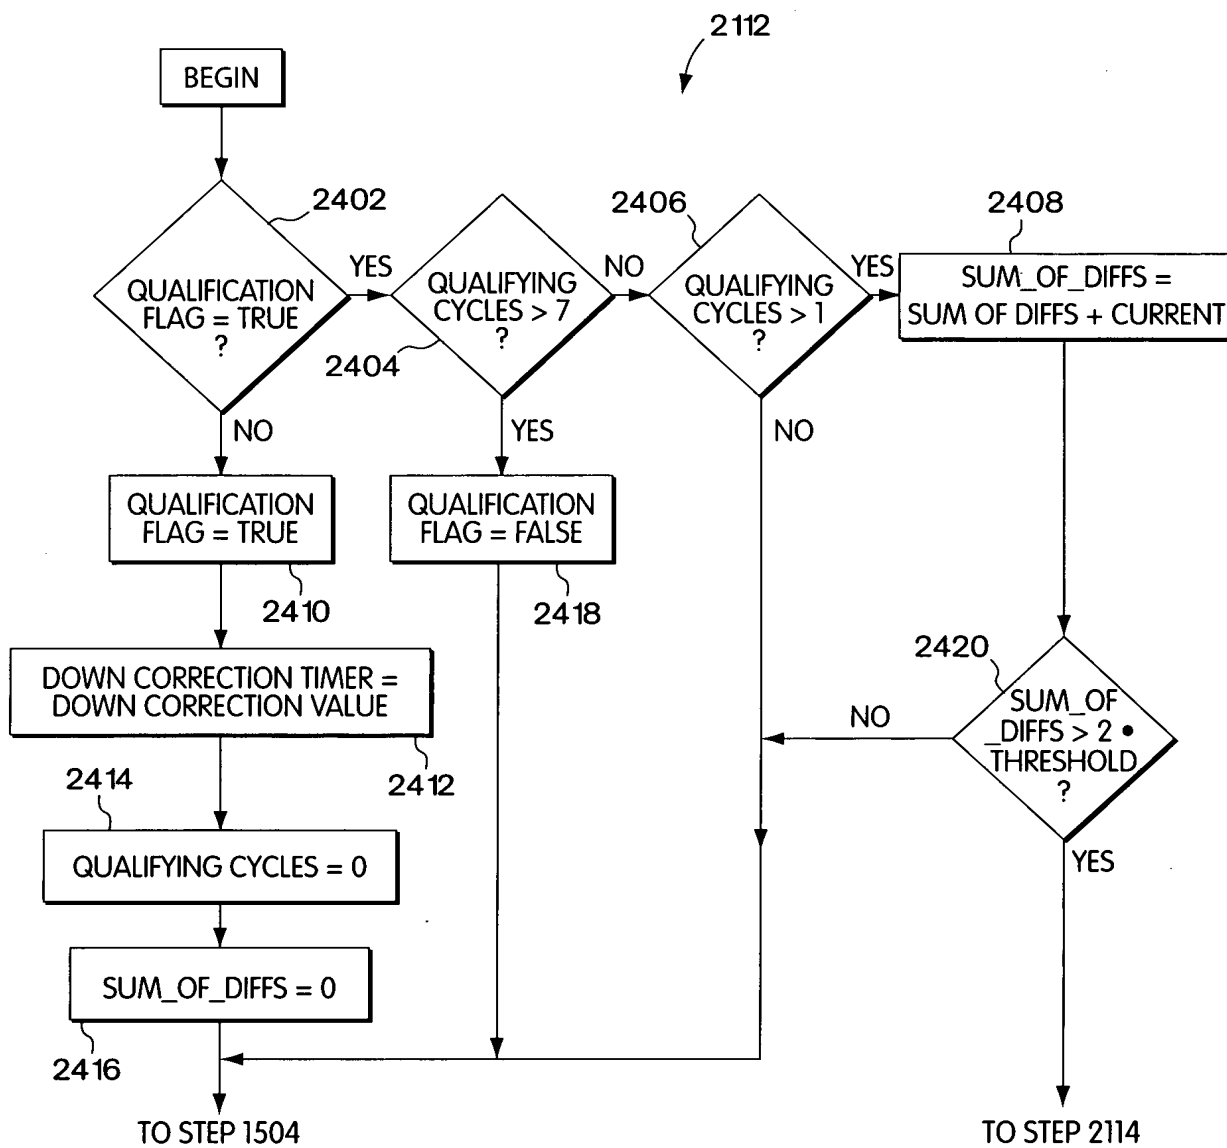 2112
BEGIN
2402
QUALIFICATION
FLAG = TRUE
?
YES
NO
2404
QUALIFYING
CYCLES > 7
?
NO
YES
2406
QUALIFYING
CYCLES > 1
?
YES
NO
2408
SUM_OF_DIFFS =
SUM OF DIFFS + CURRENT
QUALIFICATION
FLAG = TRUE
2410
QUALIFICATION
FLAG = FALSE
2418
DOWN CORRECTION TIMER =
DOWN CORRECTION VALUE
2412
2420
SUM_OF
_DIFFS > 2 •
THRESHOLD
?
NO
YES
2414
QUALIFYING CYCLES = 0
SUM_OF_DIFFS = 0
2416
TO STEP 1504
TO STEP 2114